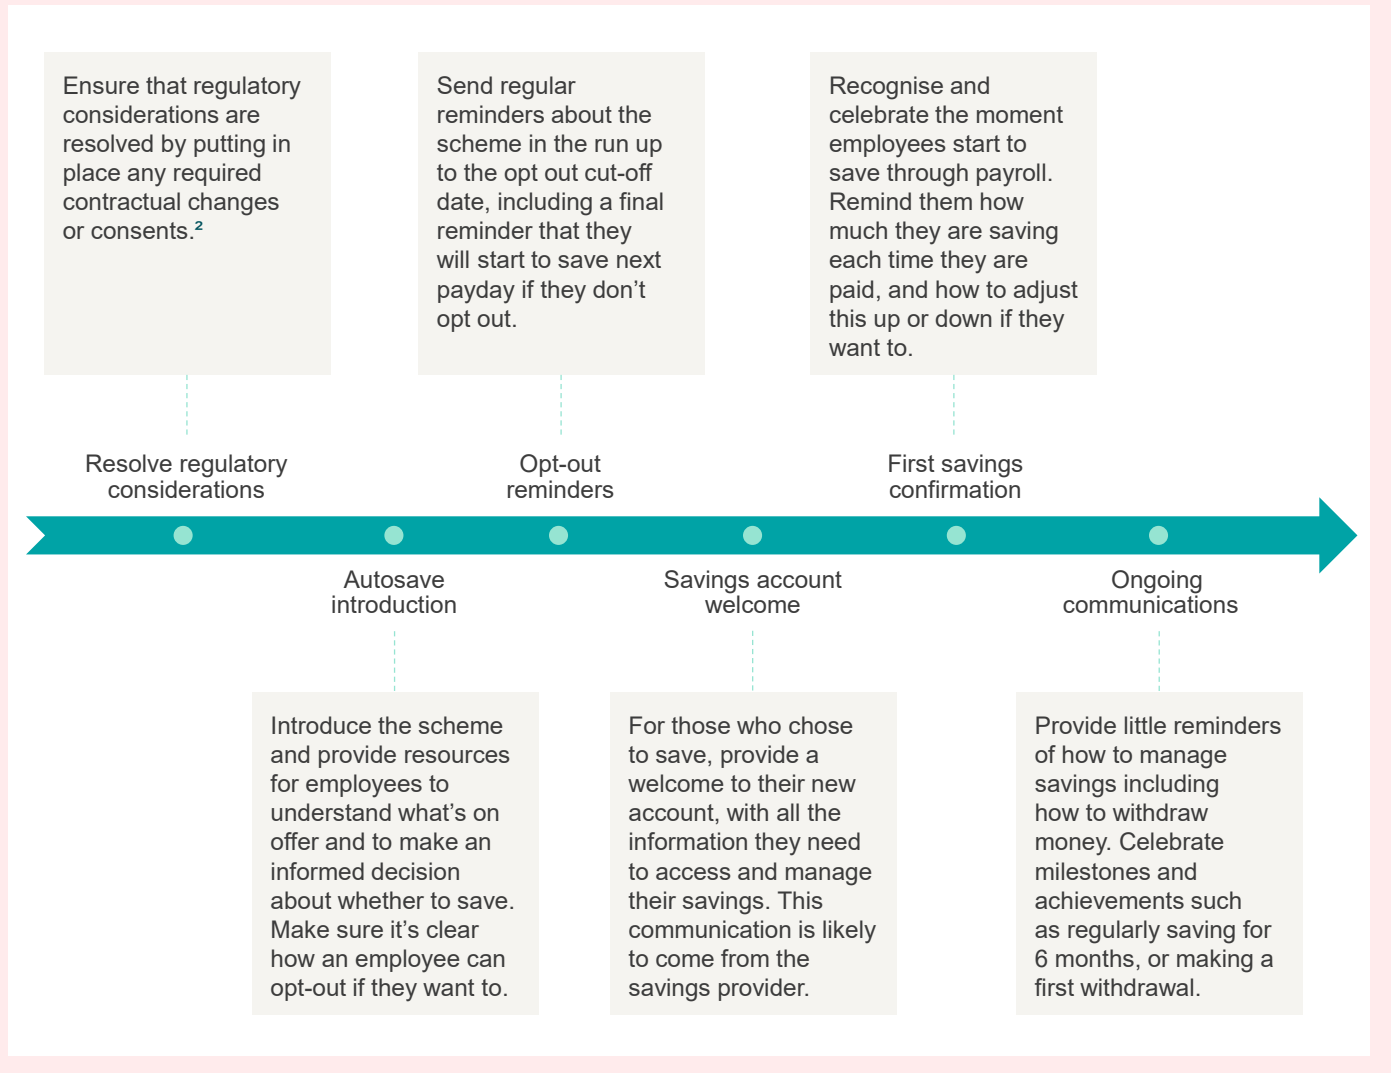 Ensure that regulatory
considerations are
resolved by putting in
place any required
contractual changes
or consents.²
Send regular
reminders about the
scheme in the run up
to the opt out cut-off
date, including a final
reminder that they
will start to save next
payday if they don’t
opt out.
Recognise and
celebrate the moment
employees start to
save through payroll.
Remind them how
much they are saving
each time they are
paid, and how to adjust
this up or down if they
want to.
Resolve regulatory
considerations
Opt-out
reminders
First savings
confirmation
Autosave
introduction
Savings account
welcome
Ongoing
communications
Introduce the scheme
and provide resources
for employees to
understand what’s on
offer and to make an
informed decision
about whether to save.
Make sure it’s clear
how an employee can
opt-out if they want to.
For those who chose
to save, provide a
welcome to their new
account, with all the
information they need
to access and manage
their savings. This
communication is likely
to come from the
savings provider.
Provide little reminders
of how to manage
savings including
how to withdraw
money. Celebrate
milestones and
achievements such
as regularly saving for
6 months, or making a
first withdrawal.